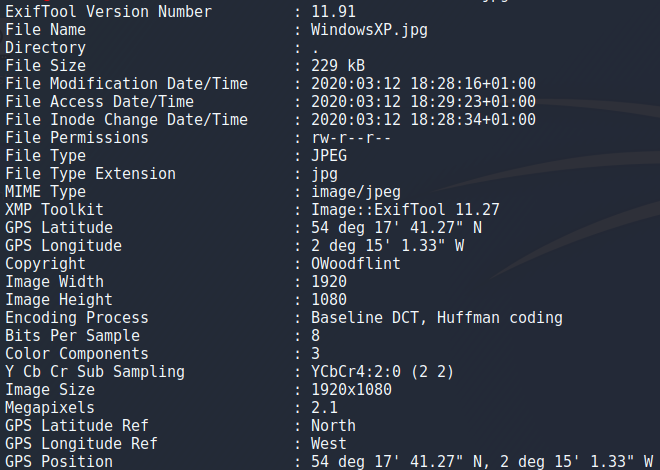 ExifTool Version Number : 11.91
File Name : WindowsXP.jpg
Directory : .
File Size : 229 kB
File Modification Date/Time : 2020:03:12 18:28:16+01:00
File Access Date/Time : 2020:03:12 18:29:23+01:00
File Inode Change Date/Time : 2020:03:12 18:28:34+01:00
File Permissions : rw-r--r--
File Type : JPEG
File Type Extension : jpg
MIME Type : image/jpeg
XMP Toolkit : Image::ExifTool 11.27
GPS Latitude : 54 deg 17' 41.27" N
GPS Longitude : 2 deg 15' 1.33" W
Copyright : OWoodflint
Image Width : 1920
Image Height : 1080
Encoding Process : Baseline DCT, Huffman coding
Bits Per Sample : 8
Color Components : 3
Y Cb Cr Sub Sampling : YCbCr4:2:0 (2 2)
Image Size : 1920x1080
Megapixels : 2.1
GPS Latitude Ref : North
GPS Longitude Ref : West
GPS Position : 54 deg 17' 41.27" N, 2 deg 15' 1.33" W